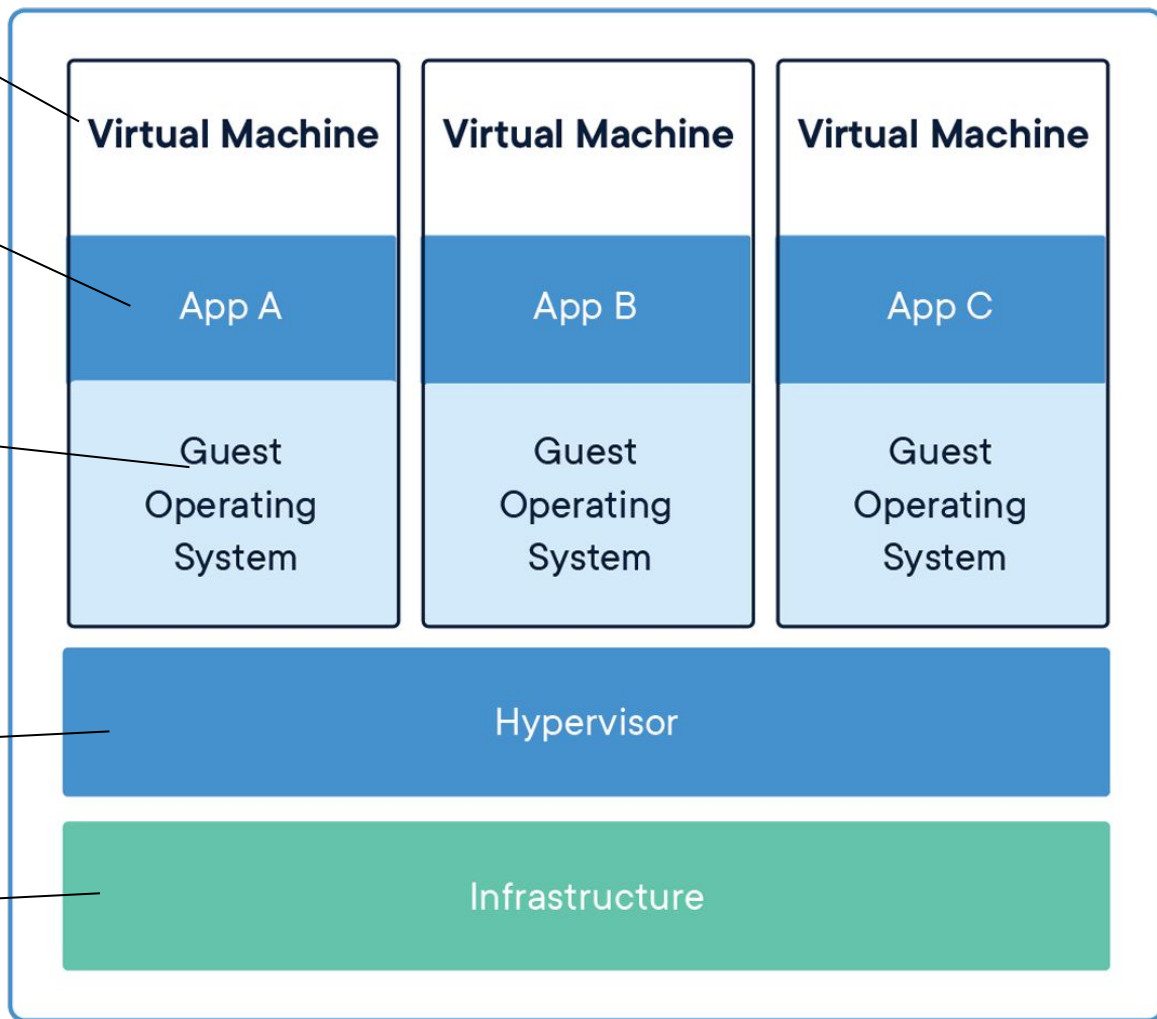 Virtual Machine
Virtual Machine
Virtual Machine
App A
App B
App C
Guest
Operating
System
Guest
Operating
System
Guest
Operating
System
Hypervisor
Infrastructure